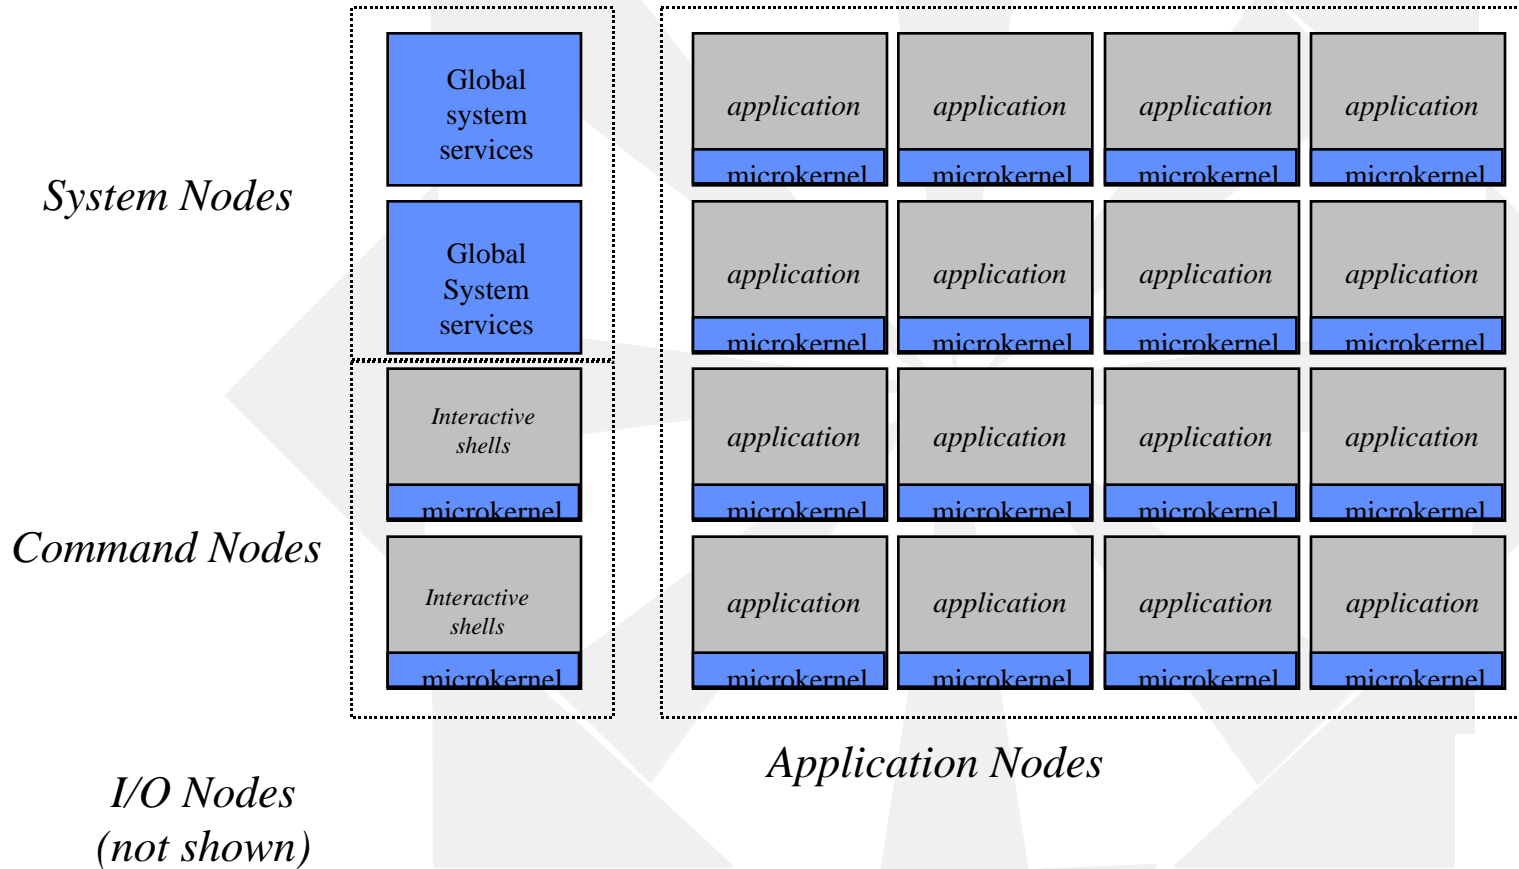 System Nodes
Global
system
services
Global
System
services
Command Nodes
Interactive
shells
microkernel
Interactive
shells
microkernel
application application application application
microkernel microkernel microkernel microkernel
application application application application
microkernel microkernel microkernel microkernel
application application application application
microkernel microkernel microkernel microkernel
application application application application
microkernel microkernel microkernel microkernel
Application Nodes
I/O Nodes
(not shown)